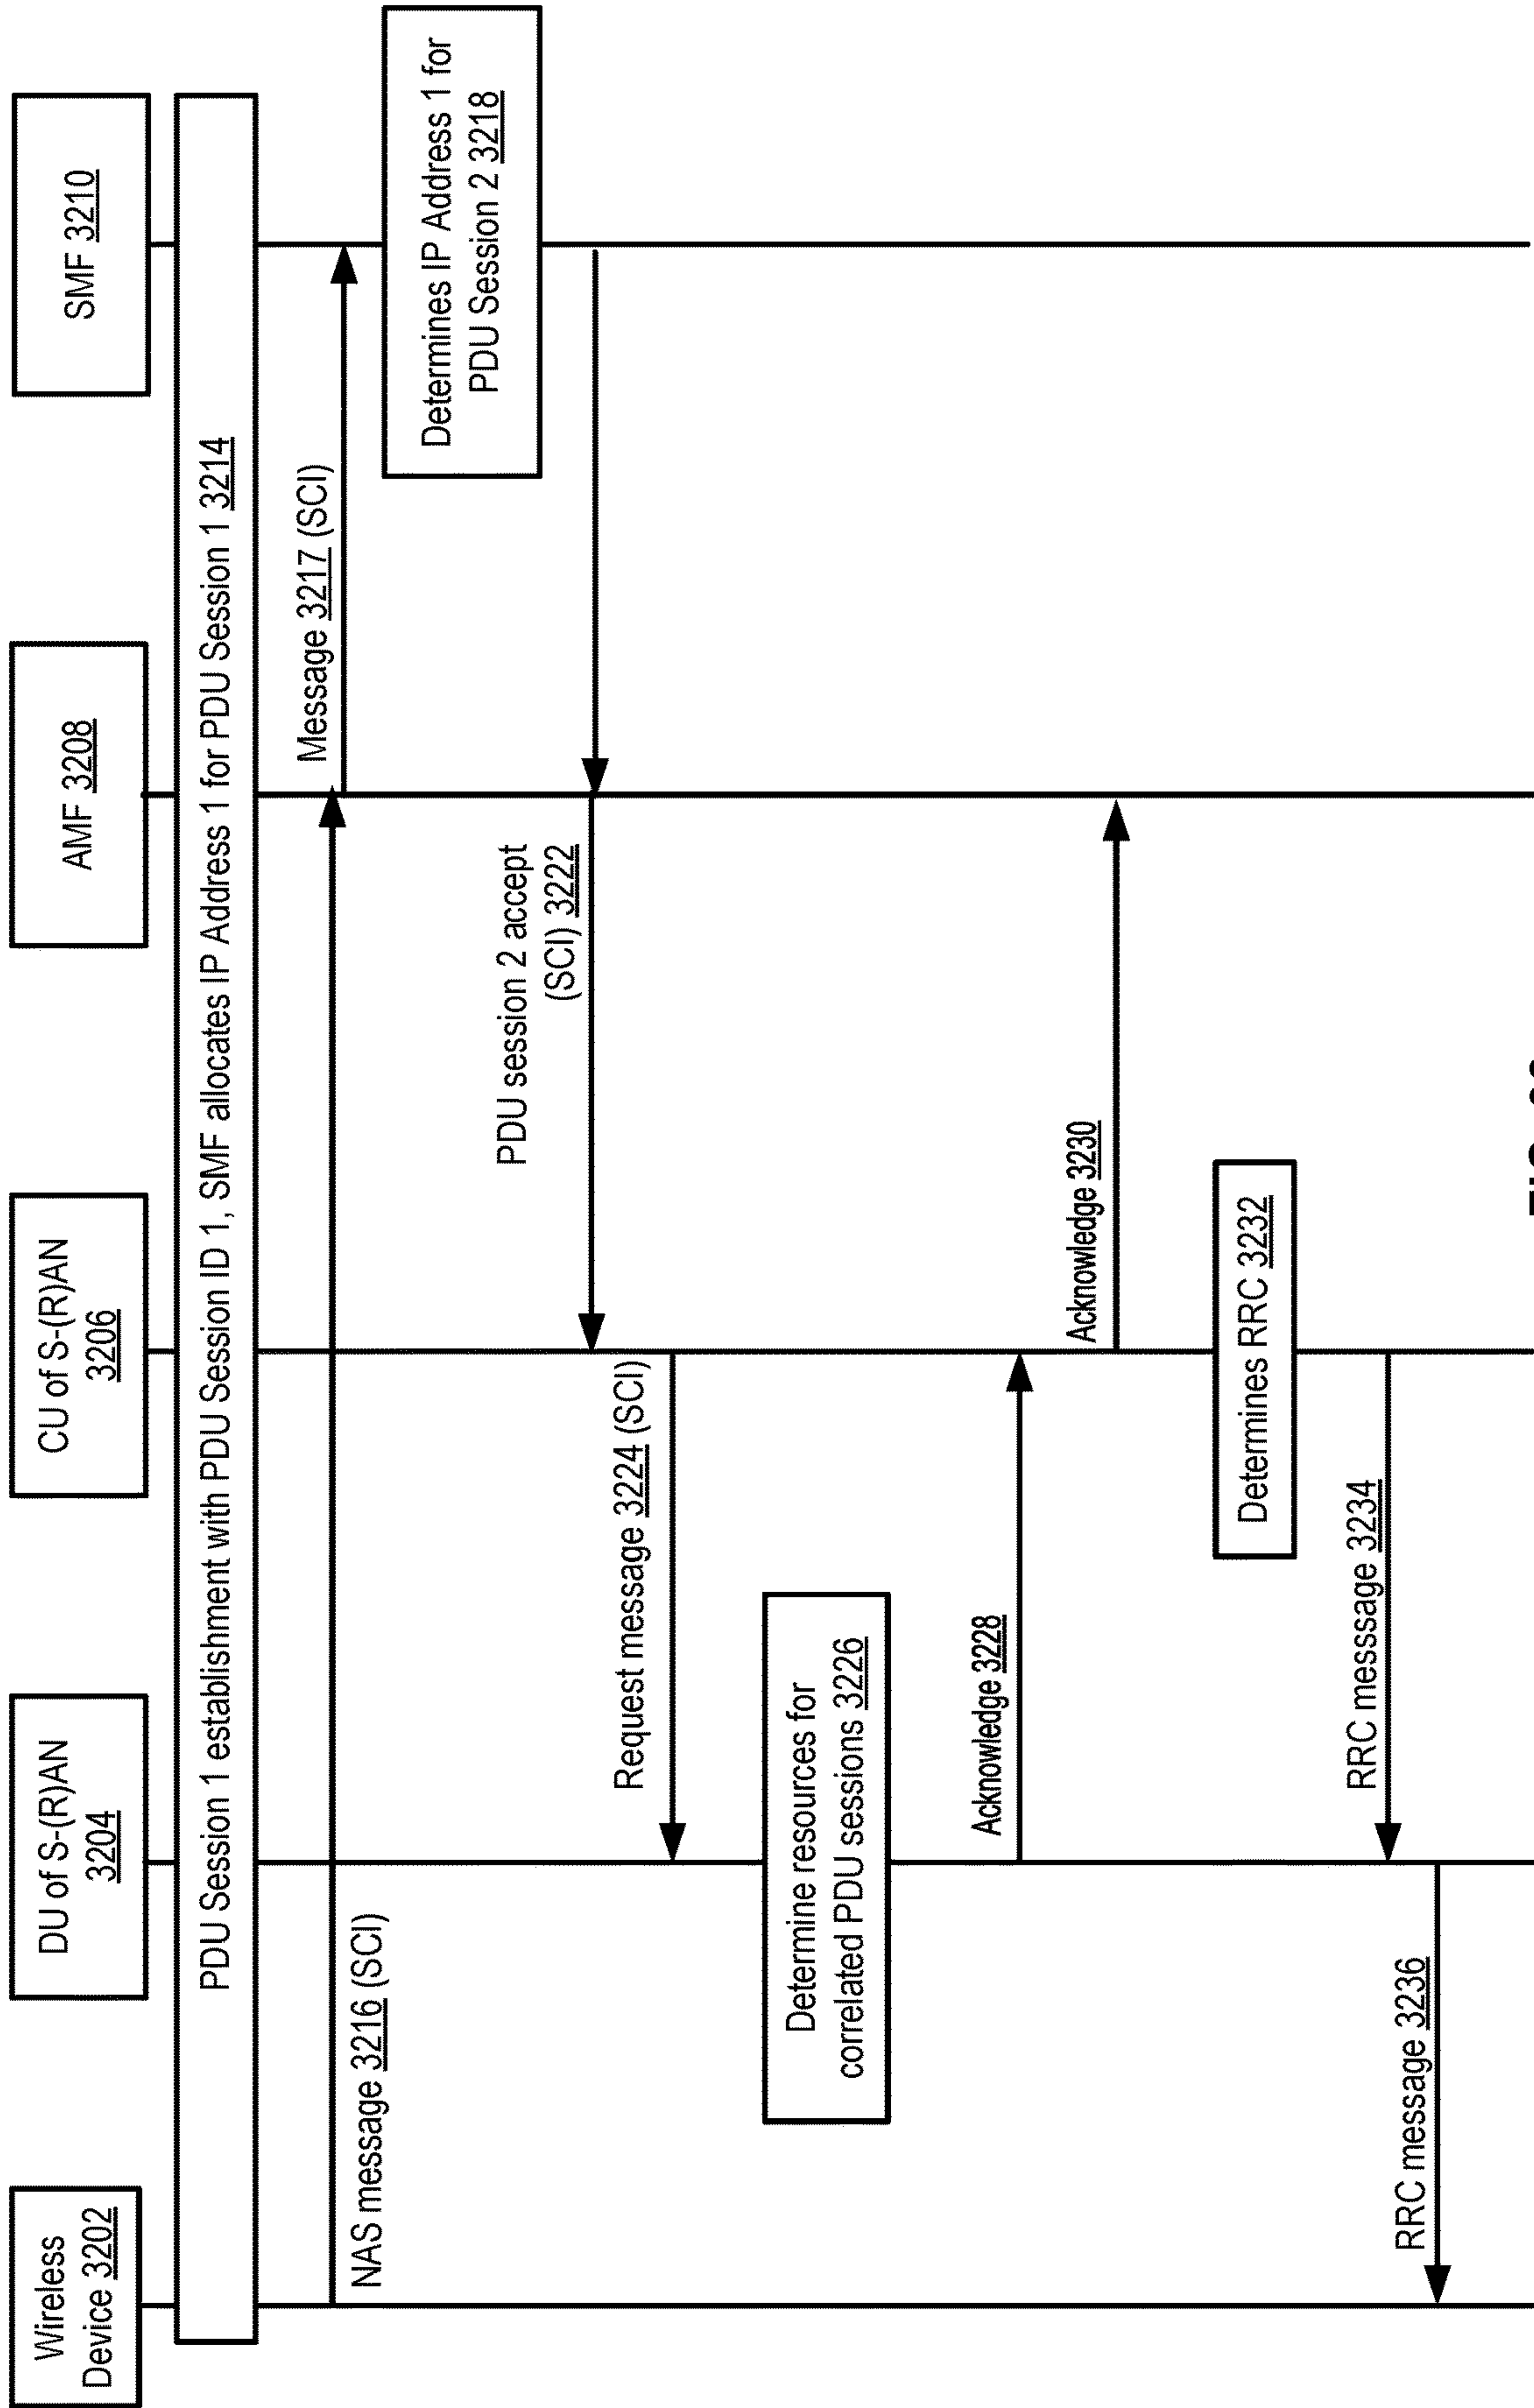 Wireless
Device 3202
DU of S-(R)AN
3204
CU of S-(R)AN
3206
AMF 3208
SMF 3210
PDU Session 1 establishment with PDU Session ID 1, SMF allocates IP Address 1 for PDU Session 1 3214
NAS message 3216 (SCI)
Message 3217 (SCI)
Determines IP Address 1 for
PDU Session 2 3218
PDU session 2 accept
(SCI) 3222
Request message 3224 (SCI)
Determine resources for
correlated PDU sessions 3226
Acknowledge 3228
Acknowledge 3230
Determines RRC 3232
RRC message 3234
RRC message 3236